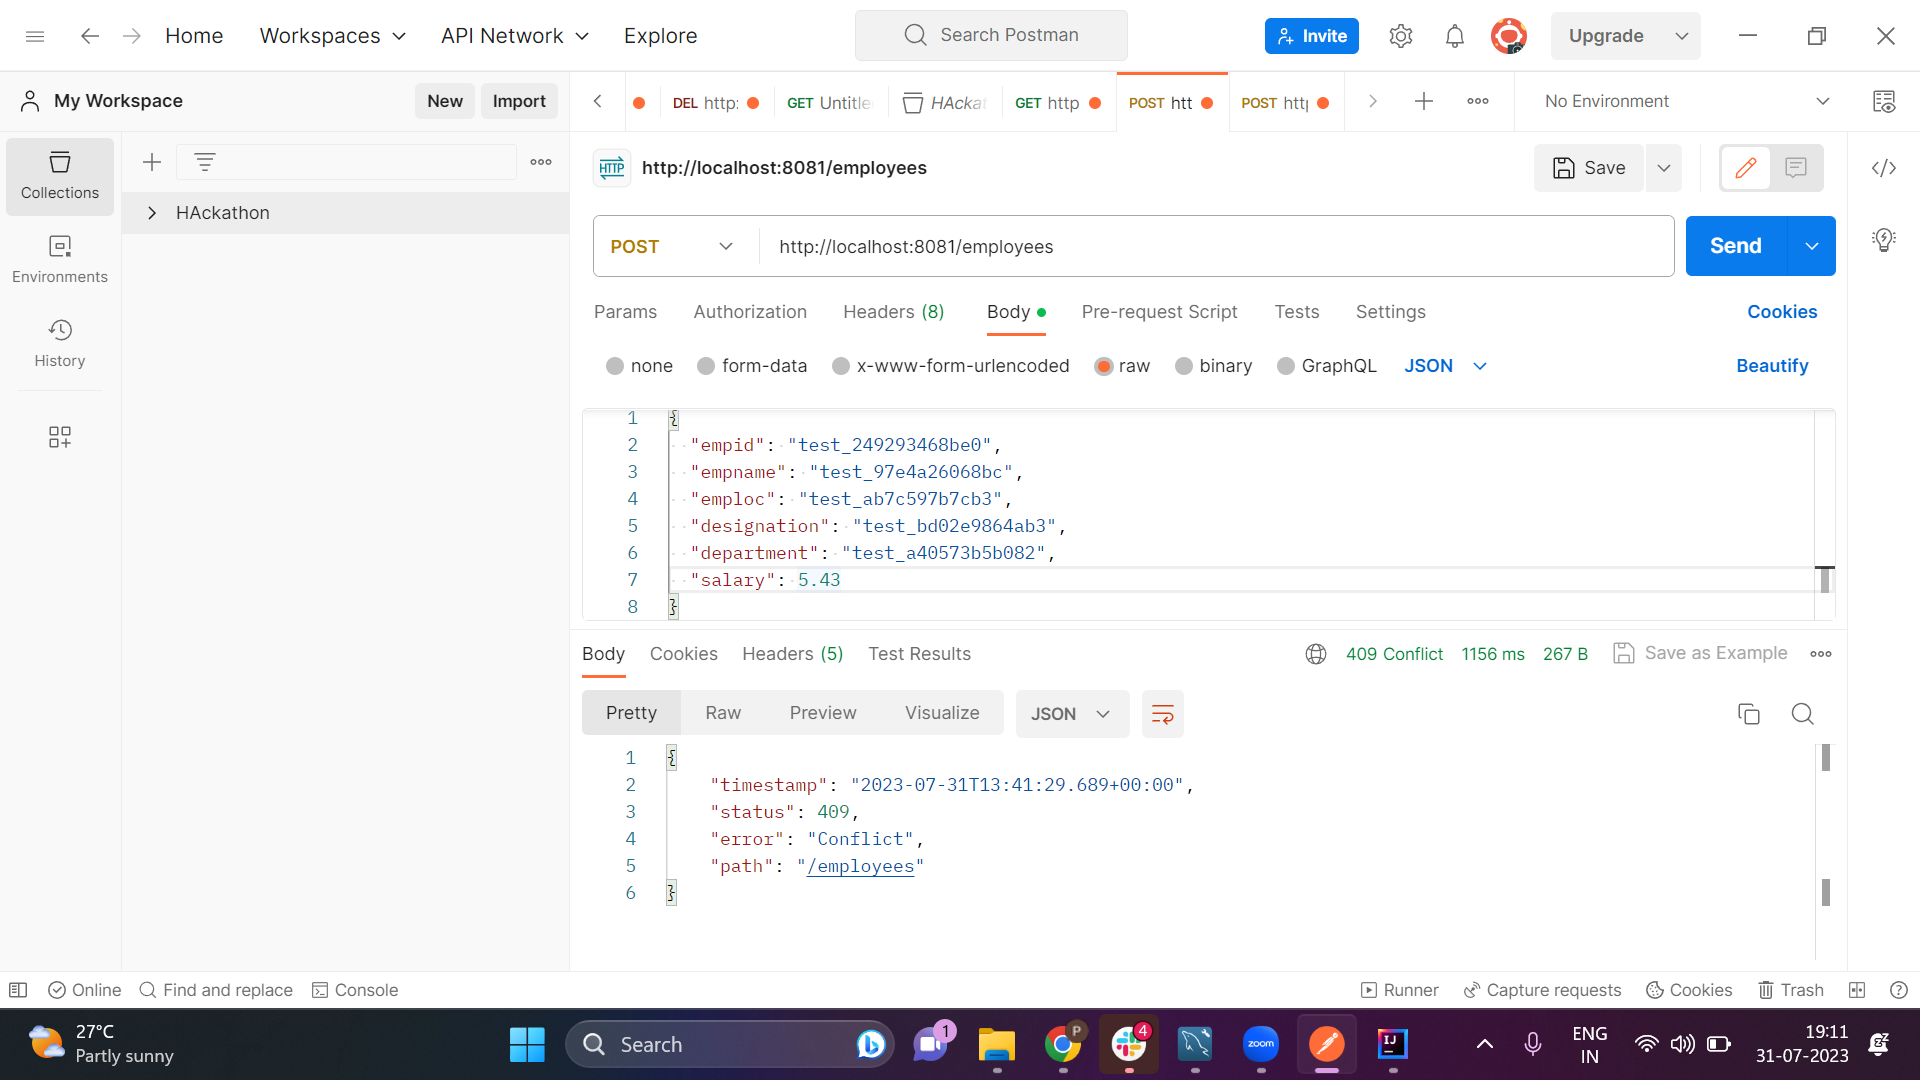 Home
Workspaces
API Network
Explore
Search Postman
Invite
Upgrade
My Workspace
New
Import
DEL http:
GET Untitle
HAckat
GET http
POST htt
POST http
No Environment
Collections
HAckathon
Environments
History
HTTP
http://localhost:8081/employees
Save
POST
http://localhost:8081/employees
Send
Params
Authorization
Headers (8)
Body
Pre-request Script
Tests
Settings
Cookies
none
form-data
x-www-form-urlencoded
raw
binary
GraphQL
JSON
Beautify
1 {
2 "empid": "test_249293468be0",
3 "empname": "test_97e4a26068bc",
4 "emploc": "test_ab7c597b7cb3",
5 "designation": "test_bd02e9864ab3",
6 "department": "test_a40573b5b082",
7 "salary": 5.43
8 }
Body
Cookies
Headers (5)
Test Results
409 Conflict
1156 ms
267 B
Save as Example
Pretty
Raw
Preview
Visualize
JSON
1 {
2 "timestamp": "2023-07-31T13:41:29.689+00:00",
3 "status": 409,
4 "error": "Conflict",
5 "path": "/employees"
6 }
Online
Find and replace
Console
Runner
Capture requests
Cookies
Trash
27°C
Partly sunny
Search
1
P
4
zoom
IJ
ENG
IN
19:11
31-07-2023